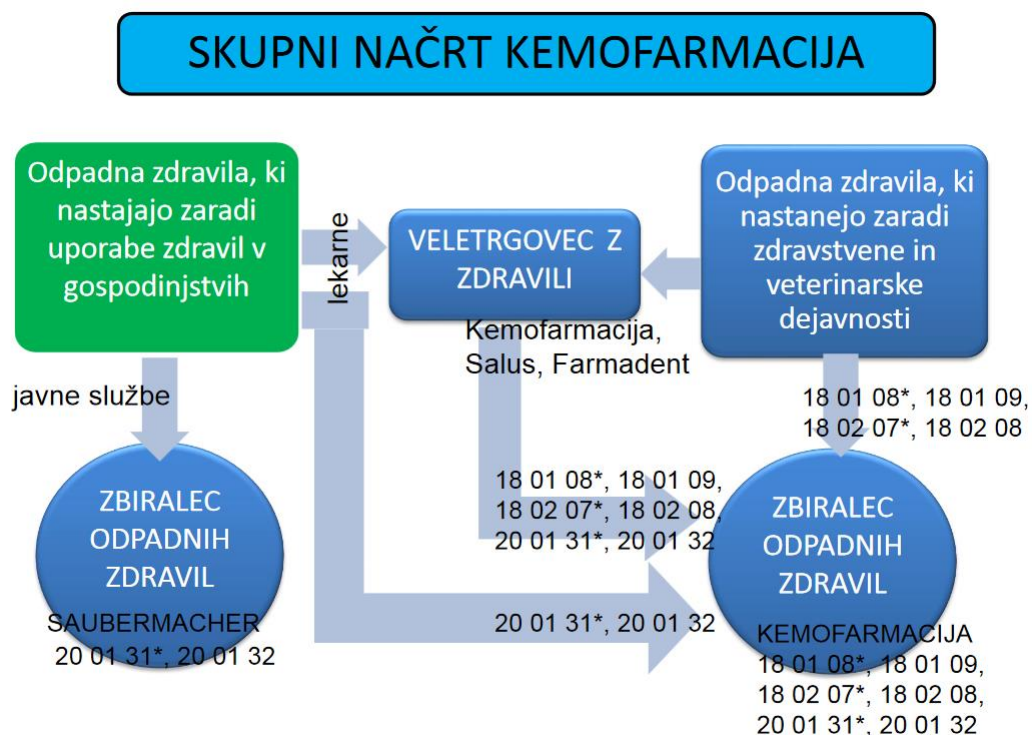 SKUPNI NAČRT KEMOFARMACIJA
Odpadna zdravila, ki
nastajajo zaradi
uporabe zdravil v
gospodinjstvih
lekarne
VELETRGOVEC Z
ZDRAVILI
Kemofarmacija,
Salus, Farmadent
Odpadna zdravila, ki
nastanejo zaradi
zdravstvene in
veterinarske
dejavnosti
javne službe
18 01 08*, 18 01 09,
18 02 07*, 18 02 08
ZBIRALEC
ODPADNIH
ZDRAVIL
SAUBERMACHER
20 01 31*, 20 01 32
18 01 08*, 18 01 09,
18 02 07*, 18 02 08,
20 01 31*, 20 01 32
20 01 31*, 20 01 32
ZBIRALEC
ODPADNIH
ZDRAVIL
KEMOFARMACIJA
18 01 08*, 18 01 09,
18 02 07*, 18 02 08,
20 01 31*, 20 01 32